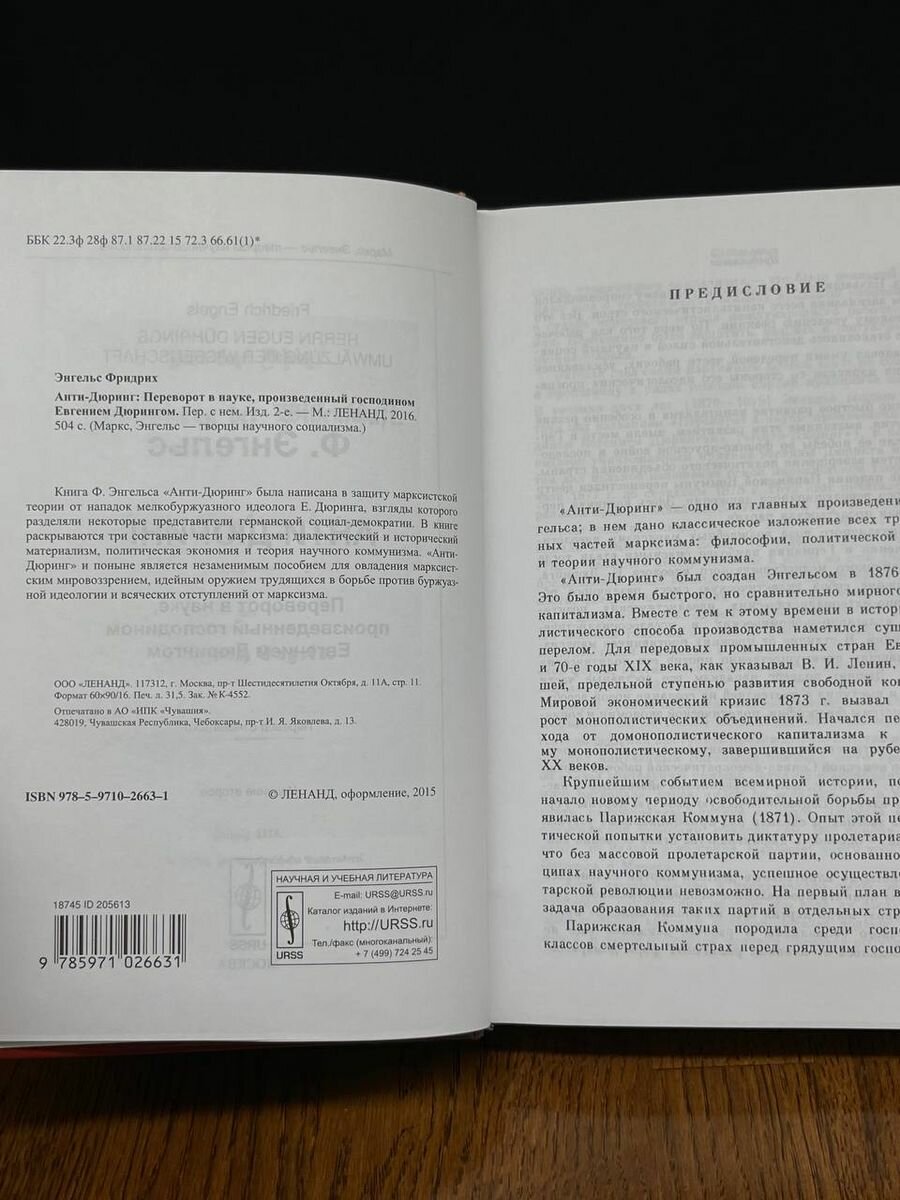 ББК 22.3ф 28ф 87.1 87.22 15 72.3 66.61(1)*
Энгельс Фридрих
Анти-Дюринг: Переворот в науке, произведенный господином
Евгением Дюрингом. Пер. с нем. Изд. 2-е. — М.: ЛЕНАНД, 2016.
504 с. (Маркс, Энгельс — творцы научного социализма.)
Книга Ф. Энгельса «Анти-Дюринг» была написана в защиту марксистской
теории от нападок мелкобуржуазного идеолога Е. Дюринга, взгляды которого
разделяли некоторые представители германской социал-демократии. В книге
раскрываются три составные части марксизма: диалектический и исторический
материализм, политическая экономия и теория научного коммунизма. «Анти-
Дюринг» и поныне является незаменимым пособием для овладения марксист-
ским мировоззрением, идейным оружием трудящихся в борьбе против буржуаз-
ной идеологии и всяческих отступлений от марксизма.
ООО «ЛЕНАНД». 117312, г. Москва, пр-т Шестидесятилетия Октября, д. 11А, стр. 11.
Формат 60×90/16. Печ. л. 31,5. Зак. № К-4552.
Отпечатано в АО «ИПК «Чувашия».
428019, Чувашская Республика, Чебоксары, пр-т И. Я. Яковлева, д. 13.
ISBN 978–5–9710–2663–1
© ЛЕНАНД, оформление, 2015
18745 ID 205613
9 785971 026631
НАУЧНАЯ И УЧЕБНАЯ ЛИТЕРАТУРА
E-mail: URSS@URSS.ru
Каталог изданий в Интернете:
http://URSS.ru
Тел./факс (многоканальный):
+ 7 (499) 724 25 45
URSS
ПРЕДИСЛОВИЕ
«Анти-Дюринг» — одно из главных произведени
гельса; в нем дано классическое изложение всех тр
ных частей марксизма: философии, политической
и теории научного коммунизма.
«Анти-Дюринг» был создан Энгельсом в 1876
Это было время быстрого, но сравнительно мирного
капитализма. Вместе с тем к этому времени в истор
листического способа производства наметился сущ
перелом. Для передовых промышленных стран Ев
и 70-е годы XIX века, как указывал В. И. Ленин,
шей, предельной ступенью развития свободной кон
Мировой экономический кризис 1873 г. вызвал
рост монополистических объединений. Начался пе
хода от домонополистического капитализма к
му монополистическому, завершившийся на рубе
XX веков.
Крупнейшим событием всемирной истории, по
начало новому периоду освободительной борьбы пр
явилась Парижская Коммуна (1871). Опыт этой пе
тической попытки установить диктатуру пролетариа
что без массовой пролетарской партии, основанно
ципах научного коммунизма, успешное осуществле
тарской революции невозможно. На первый план в
задача образования таких партий в отдельных стр
Парижская Коммуна породила среди госп
классов смертельный страх перед грядущим госпо